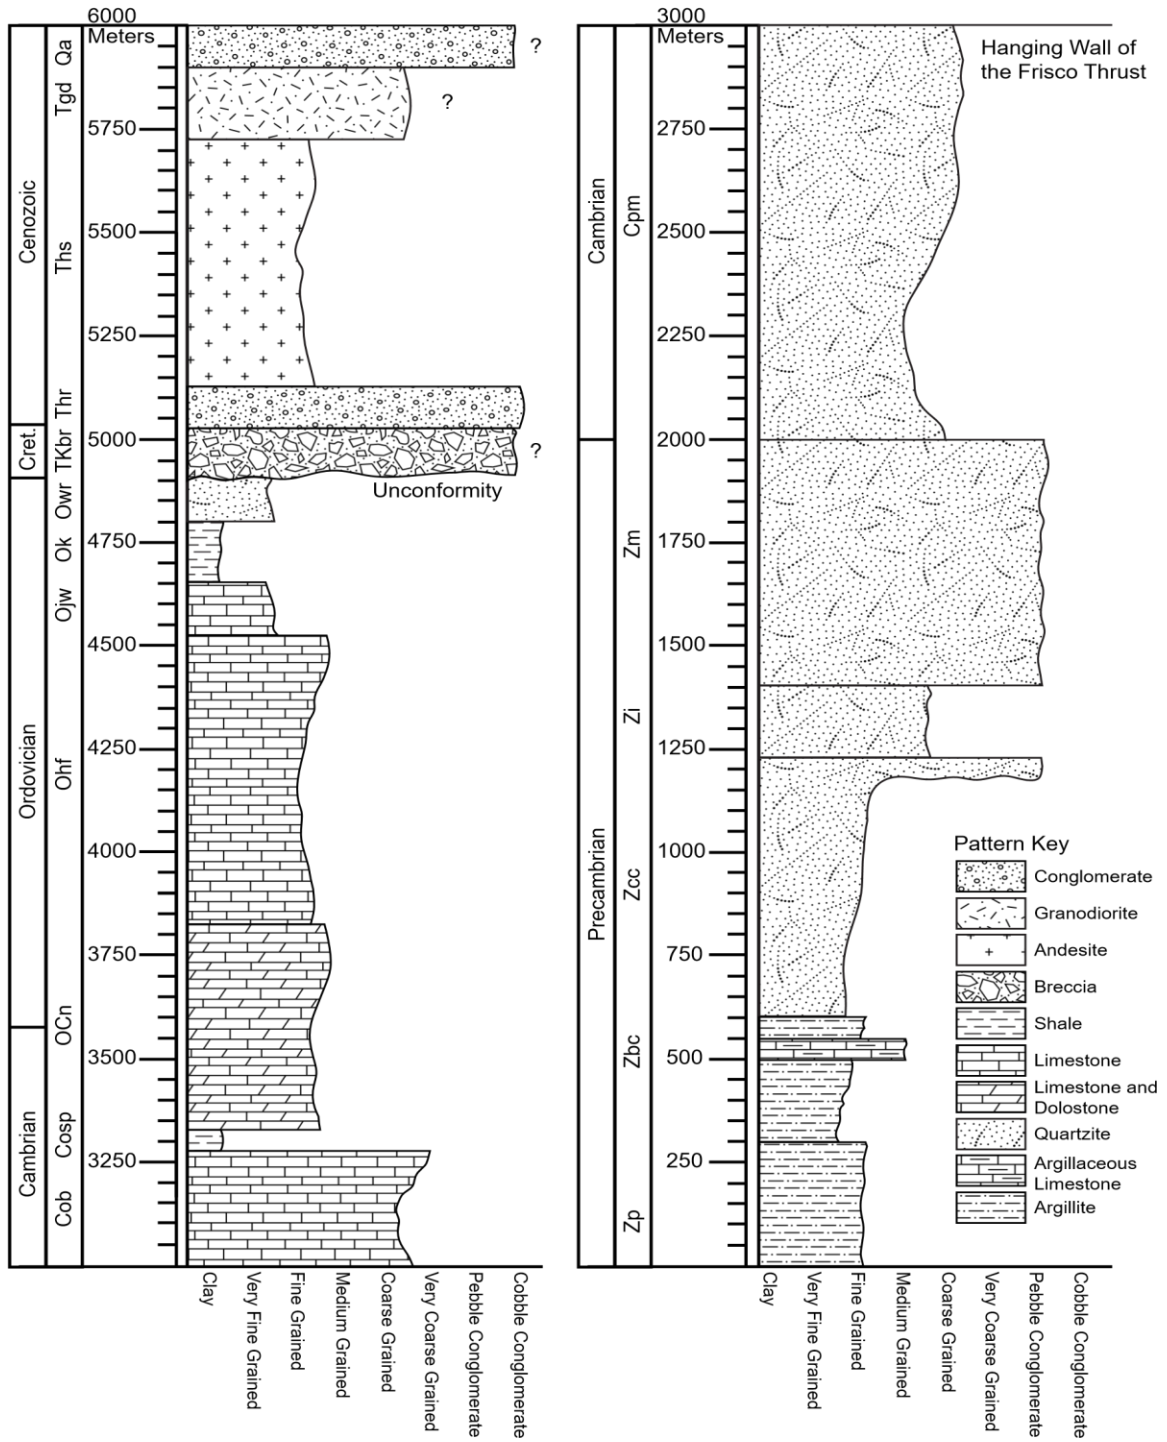 6000
Meters
5750
5500
5250
5000
4750
4500
4250
4000
3750
3500
3250
Cenozoic
Cret.
Ordovician
Cambrian
Qa
Tgd
Ths
Thr
TKbr
Owr
Ok
Ojw
Ohf
OCn
Cosp
Cob
?
?
?
Unconformity
Clay
Very Fine Grained
Fine Grained
Medium Grained
Coarse Grained
Very Coarse Grained
Pebble Conglomerate
Cobble Conglomerate
3000
Meters
2750
2500
2250
2000
1750
1500
1250
1000
750
500
250
Cambrian
Precambrian
Cpm
Zm
Zi
Zcc
Zbc
Zp
Hanging Wall of
the Frisco Thrust
Pattern Key
Conglomerate
Granodiorite
Andesite
Breccia
Shale
Limestone
Limestone and
Dolostone
Quartzite
Argillaceous
Limestone
Argillite
Clay
Very Fine Grained
Fine Grained
Medium Grained
Coarse Grained
Very Coarse Grained
Pebble Conglomerate
Cobble Conglomerate